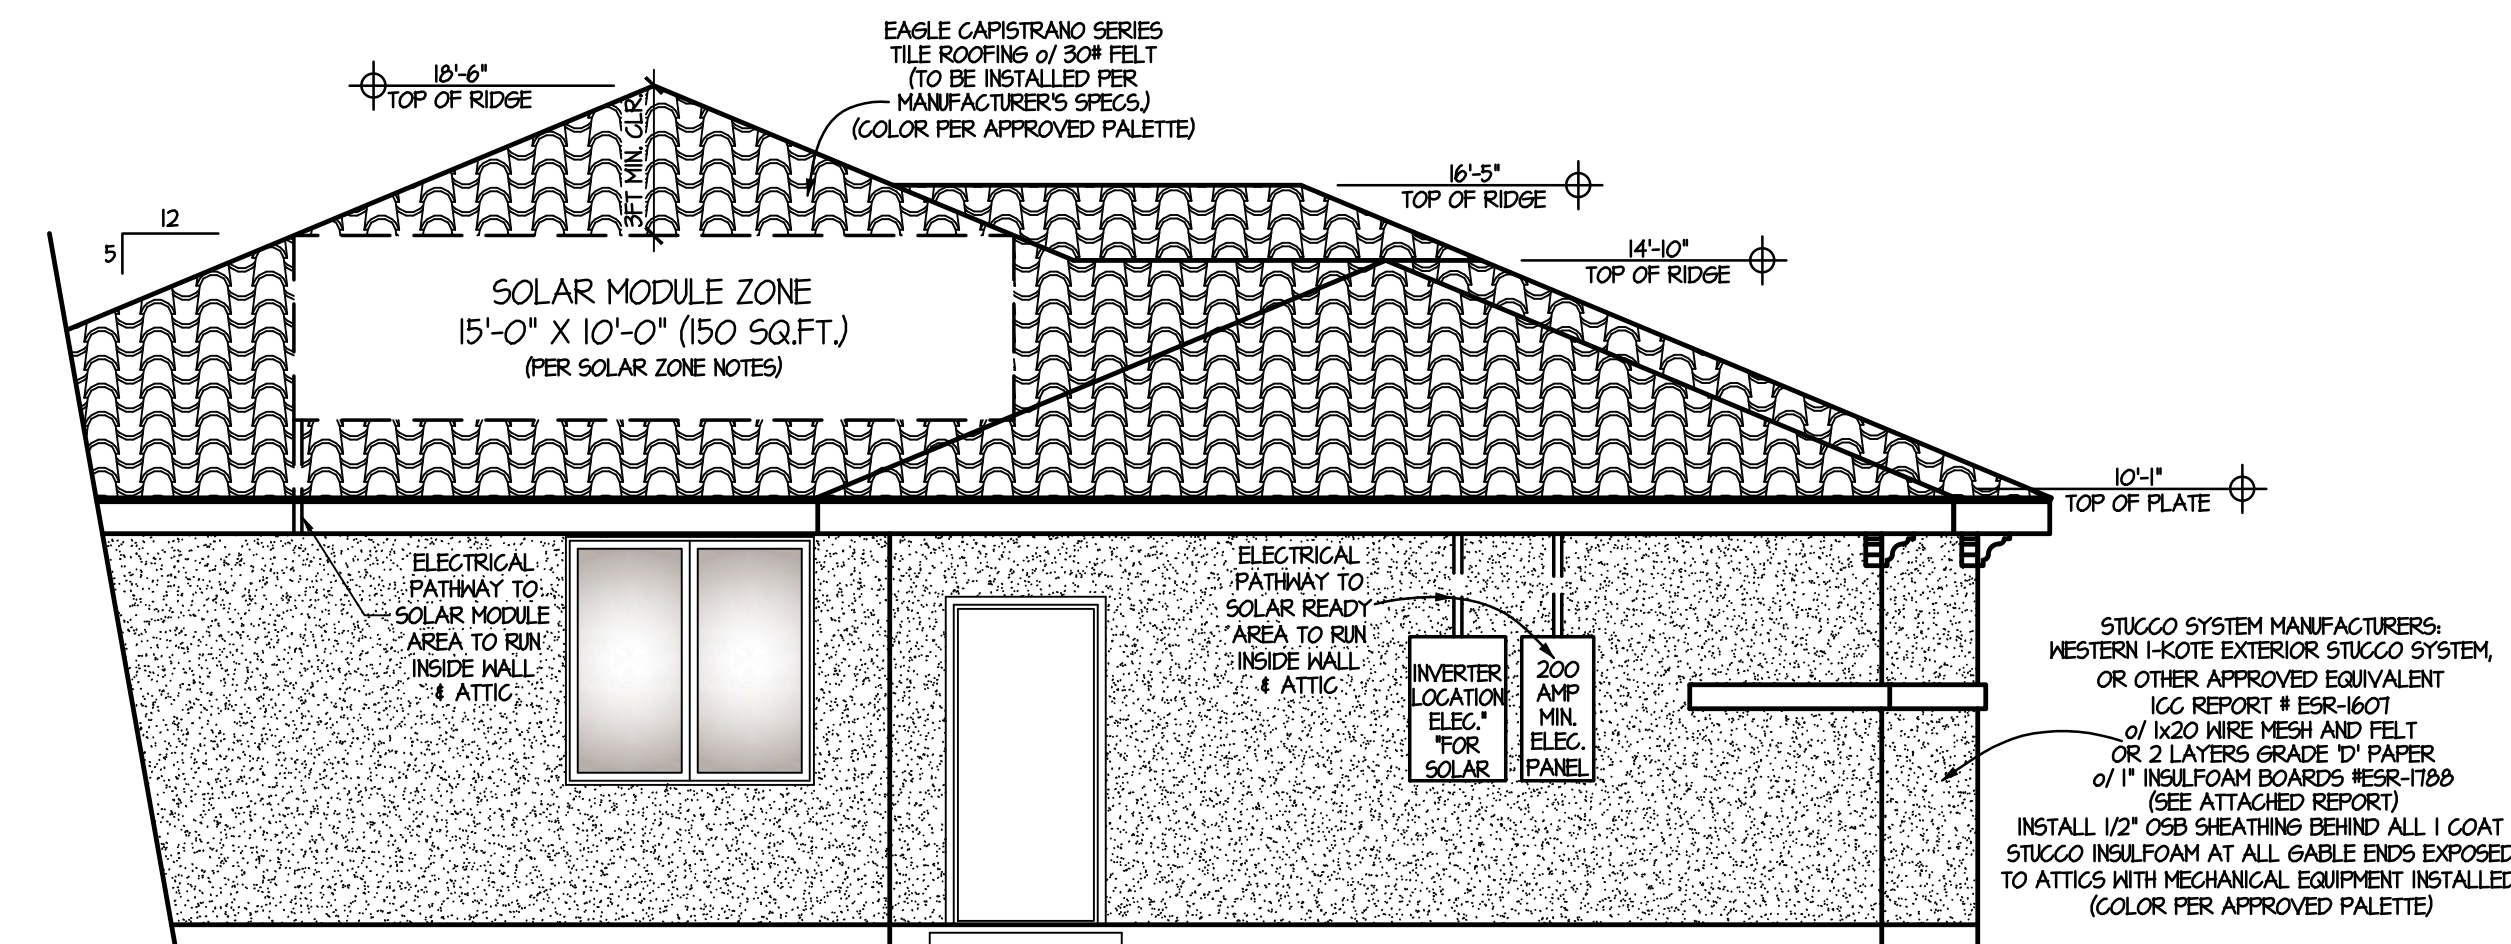 EAGLE CAPISTRANO SERIES
TILE ROOFING o/ 30# FELT
(TO BE INSTALLED PER
MANUFACTURER'S SPECS.)
(COLOR PER APPROVED PALETTE)
18'-6"
TOP OF RIDGE
3FT MIN. CLR.
16'-5"
TOP OF RIDGE
12
5
14'-10"
TOP OF RIDGE
SOLAR MODULE ZONE
15'-0" X 10'-0" (150 SQ.FT.)
(PER SOLAR ZONE NOTES)
10'-1"
TOP OF PLATE
ELECTRICAL
PATHWAY TO
SOLAR MODULE
AREA TO RUN
INSIDE WALL
& ATTIC
ELECTRICAL
PATHWAY TO
SOLAR READY
AREA TO RUN
INSIDE WALL
& ATTIC
INVERTER
LOCATION
ELEC."
"FOR
SOLAR
200
AMP
MIN.
ELEC.
PANEL
STUCCO SYSTEM MANUFACTURERS:
WESTERN 1-KOTE EXTERIOR STUCCO SYSTEM,
OR OTHER APPROVED EQUIVALENT
ICC REPORT # ESR-1607
o/ 1x20 WIRE MESH AND FELT
OR 2 LAYERS GRADE 'D' PAPER
o/ 1" INSULFOAM BOARDS #ESR-1788
(SEE ATTACHED REPORT)
INSTALL 1/2" OSB SHEATHING BEHIND ALL 1 COAT
STUCCO INSULFOAM AT ALL GABLE ENDS EXPOSED
TO ATTICS WITH MECHANICAL EQUIPMENT INSTALLED
(COLOR PER APPROVED PALETTE)